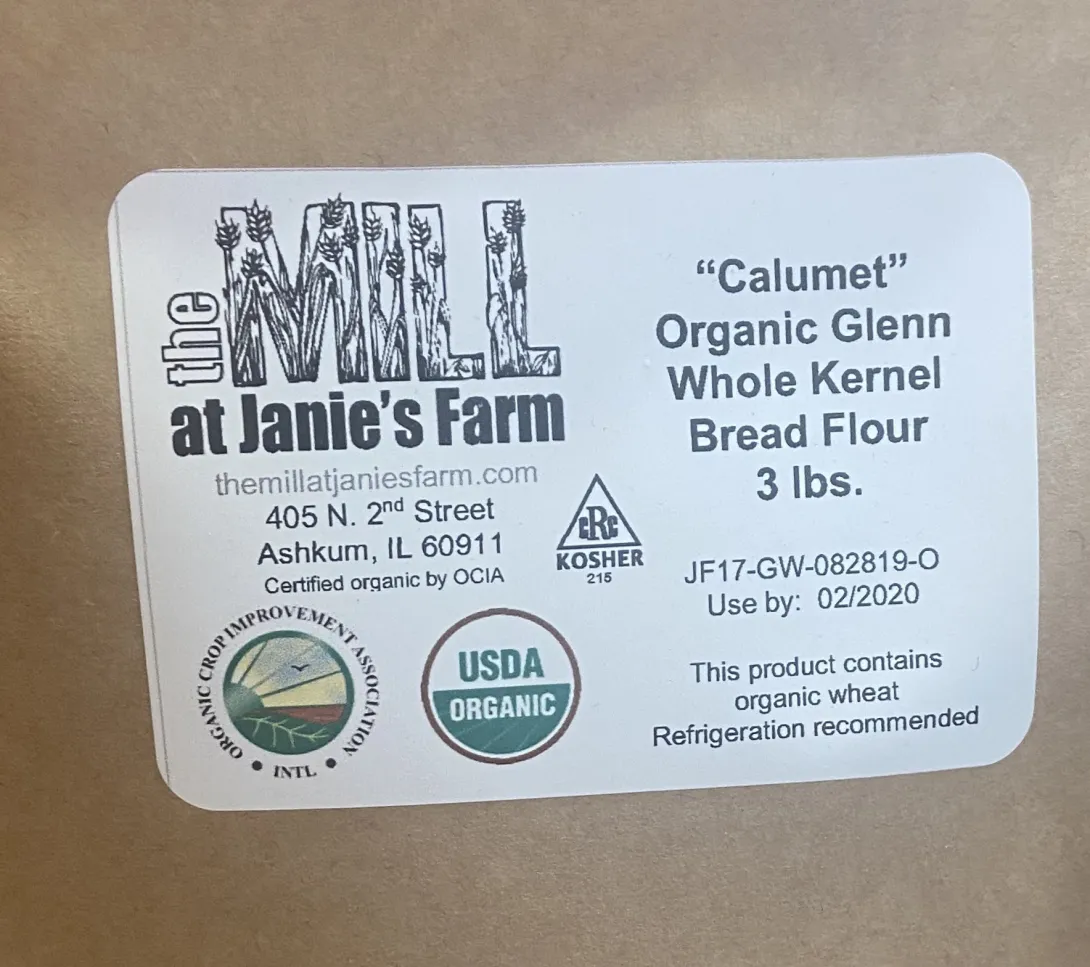 the MILL
at Janie's Farm
themillatjaniesfarm.com
405 N. 2nd Street
Ashkum, IL 60911
Certified organic by OCIA
ORGANIC CROP IMPROVEMENT ASSOCIATION
• INTL •
USDA
ORGANIC
cRc
KOSHER
215
“Calumet”
Organic Glenn
Whole Kernel
Bread Flour
3 lbs.
JF17-GW-082819-O
Use by: 02/2020
This product contains
organic wheat
Refrigeration recommended